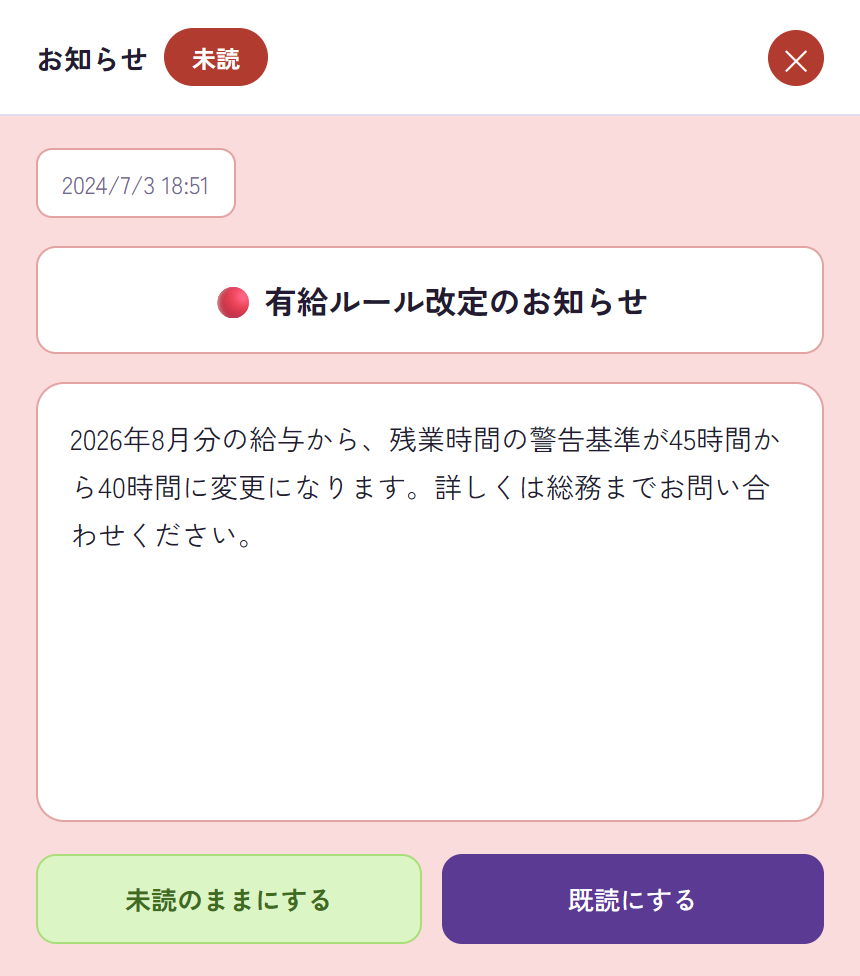 お知らせ 未読
2024/7/3 18:51
有給ルール改定のお知らせ
2026年8月分の給与から、残業時間の警告基準が45時間か
ら40時間に変更になります。詳しくは総務までお問い合
わせください。
未読のままにする 既読にする